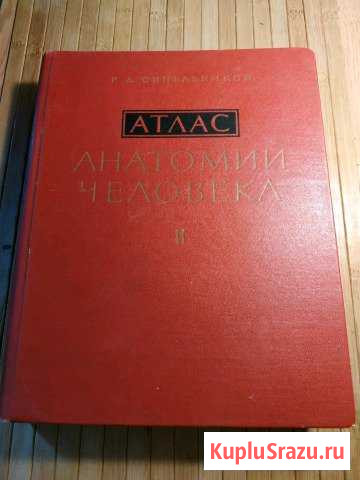 Р. Д. СИНЕЛЬНИКОВ
АТЛАС
АНАТОМИИ
ЧЕЛОВЕКА
II
KupluSrazu.ru